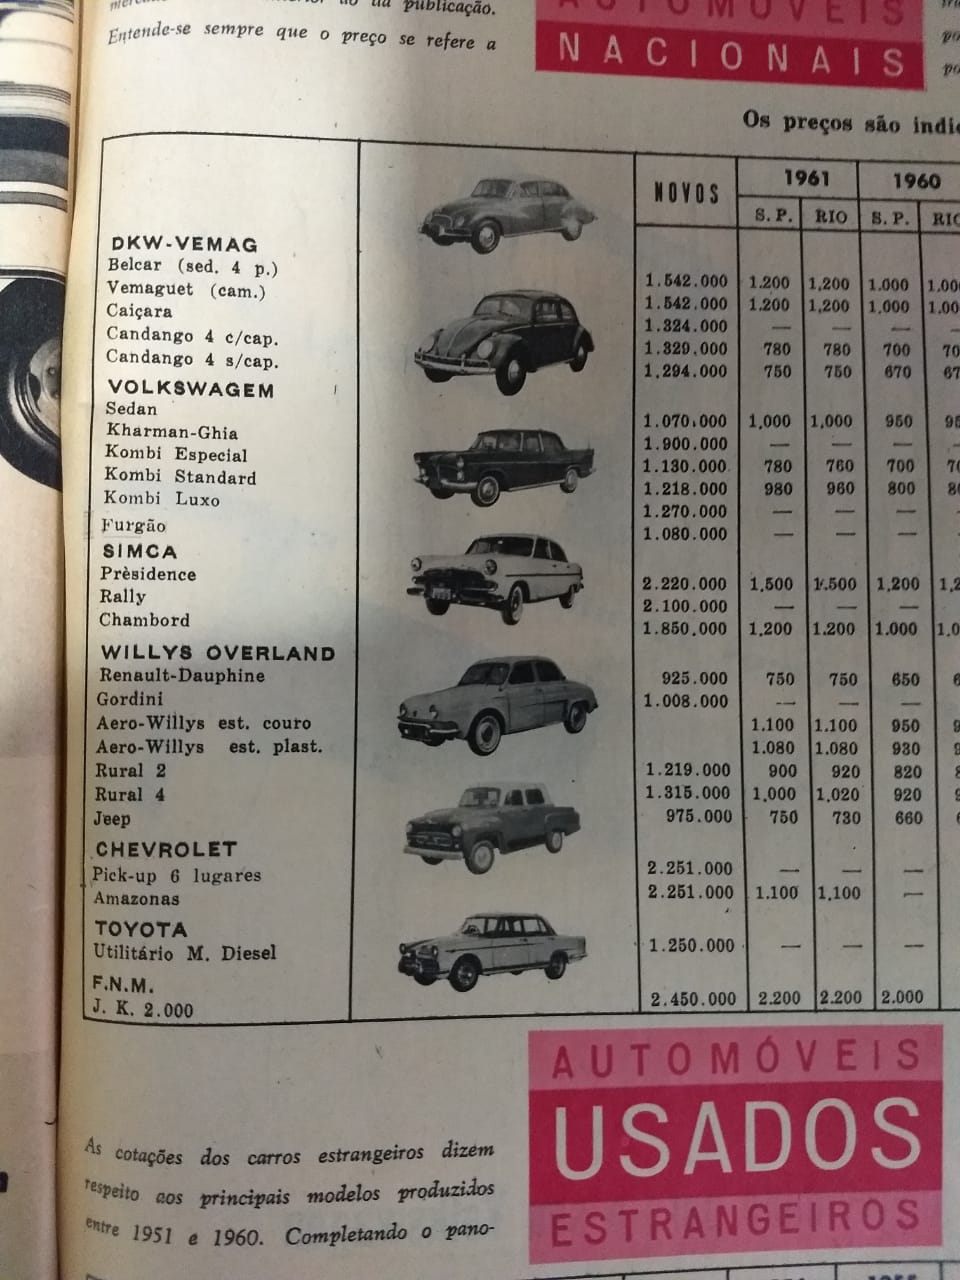 da publicação.
Entende-se sempre que o preço se refere a
AUTOMÓVEIS
NACIONAIS
Os preços são
NOVOS 1961 1960
S. P. RIO S. P.
DKW-VEMAG
Belcar (sed. 4 p.) 1.542.000 1.200 1,200 1.000
Vemaguet (cam.) 1.542.000 1.200 1,200 1,000
Caiçara 1.324.000 — — —
Candango 4 c/cap. 1.329.000 780 780 700
Candango 4 s/cap. 1,294.000 750 750 670
VOLKSWAGEM
Sedan 1.070.000 1,000 1,000 950
Kharman-Ghia 1.900.000 — — —
Kombi Especial 1.130.000 780 760 700
Kombi Standard 1.218.000 980 960 800
Kombi Luxo 1.270.000 — — —
Furgão 1.080.000 — — —
SIMCA
Prèsidence 2.220.000 1,500 1.500 1,200
Rally 2.100.000 — — —
Chambord 1.850.000 1,200 1.200 1.000
WILLYS OVERLAND
Renault-Dauphine 925.000 750 750 650
Gordini 1.008.000 — — —
Aero-Willys est. couro 1.100 1.100 950
Aero-Willys est. plast. 1.080 1.080 930
Rural 2 1.219.000 900 920 820
Rural 4 1.315.000 1,000 1,020 920
Jeep 975.000 750 730 660
CHEVROLET
Pick-up 6 lugares 2.251.000 — — —
Amazonas 2.251.000 1.100 1,100 —
TOYOTA
Utilitário M. Diesel 1.250.000 — — —
F.N.M.
J. K. 2.000 2.450.000 2.200 2.200 2.000
AUTOMÓVEIS
USADOS
ESTRANGEIROS
As cotações dos carros estrangeiros dizem
respeito aos principais modelos produzidos
entre 1951 e 1960. Completando o pano-